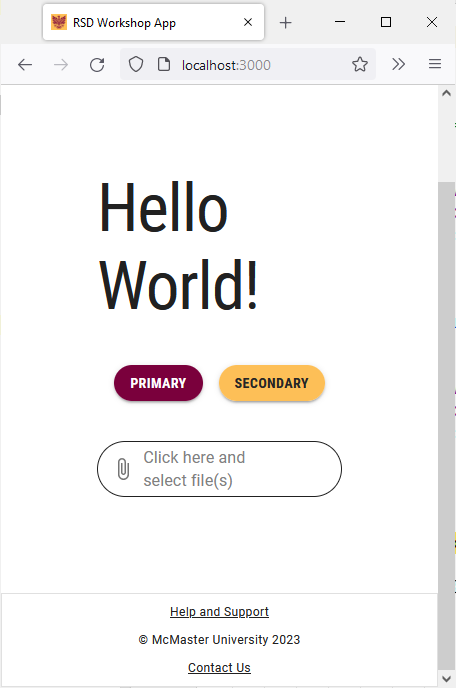 RSD Workshop App
localhost:3000
Hello
World!
PRIMARY
SECONDARY
Click here and
select file(s)
Help and Support
© McMaster University 2023
Contact Us